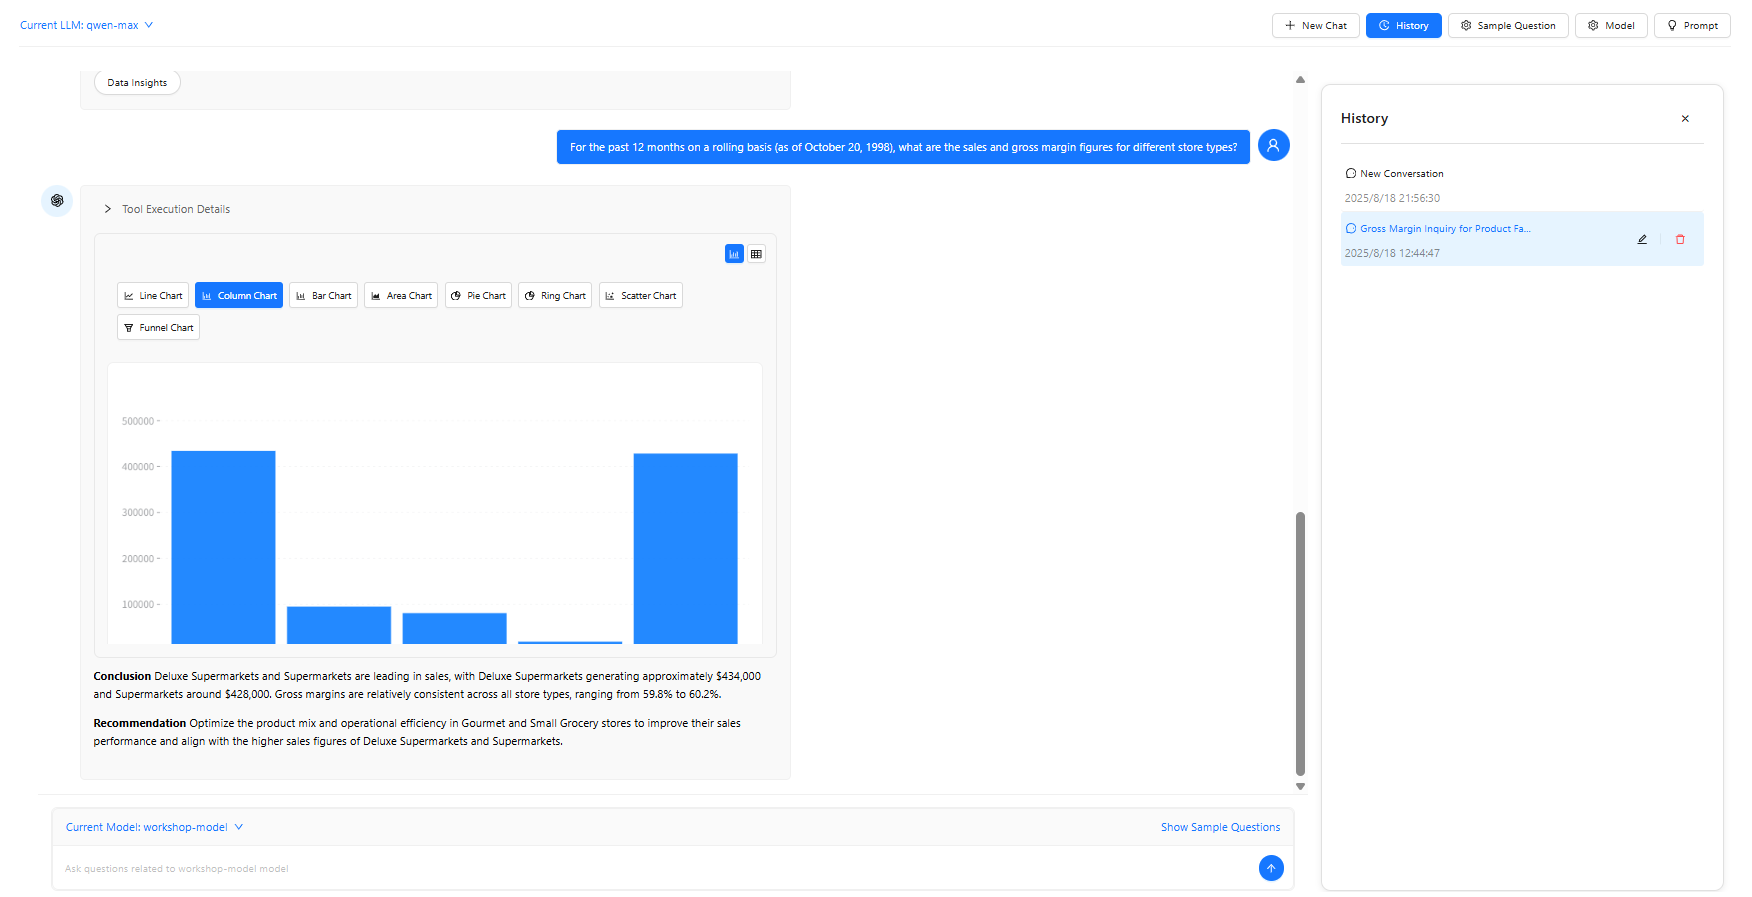 Current LLM: qwen-max
New Chat
History
Sample Question
Model
Prompt
Data Insights
For the past 12 months on a rolling basis (as of October 20, 1998), what are the sales and gross margin figures for different store types?
Tool Execution Details
Line Chart
Column Chart
Bar Chart
Area Chart
Pie Chart
Ring Chart
Scatter Chart
Funnel Chart
500000
400000
300000
200000
100000
Conclusion Deluxe Supermarkets and Supermarkets are leading in sales, with Deluxe Supermarkets generating approximately $434,000
and Supermarkets around $428,000. Gross margins are relatively consistent across all store types, ranging from 59.8% to 60.2%.
Recommendation Optimize the product mix and operational efficiency in Gourmet and Small Grocery stores to improve their sales
performance and align with the higher sales figures of Deluxe Supermarkets and Supermarkets.
Current Model: workshop-model
Show Sample Questions
Ask questions related to workshop-model model
History
New Conversation
2025/8/18 21:56:30
Gross Margin Inquiry for Product Fa...
2025/8/18 12:44:47